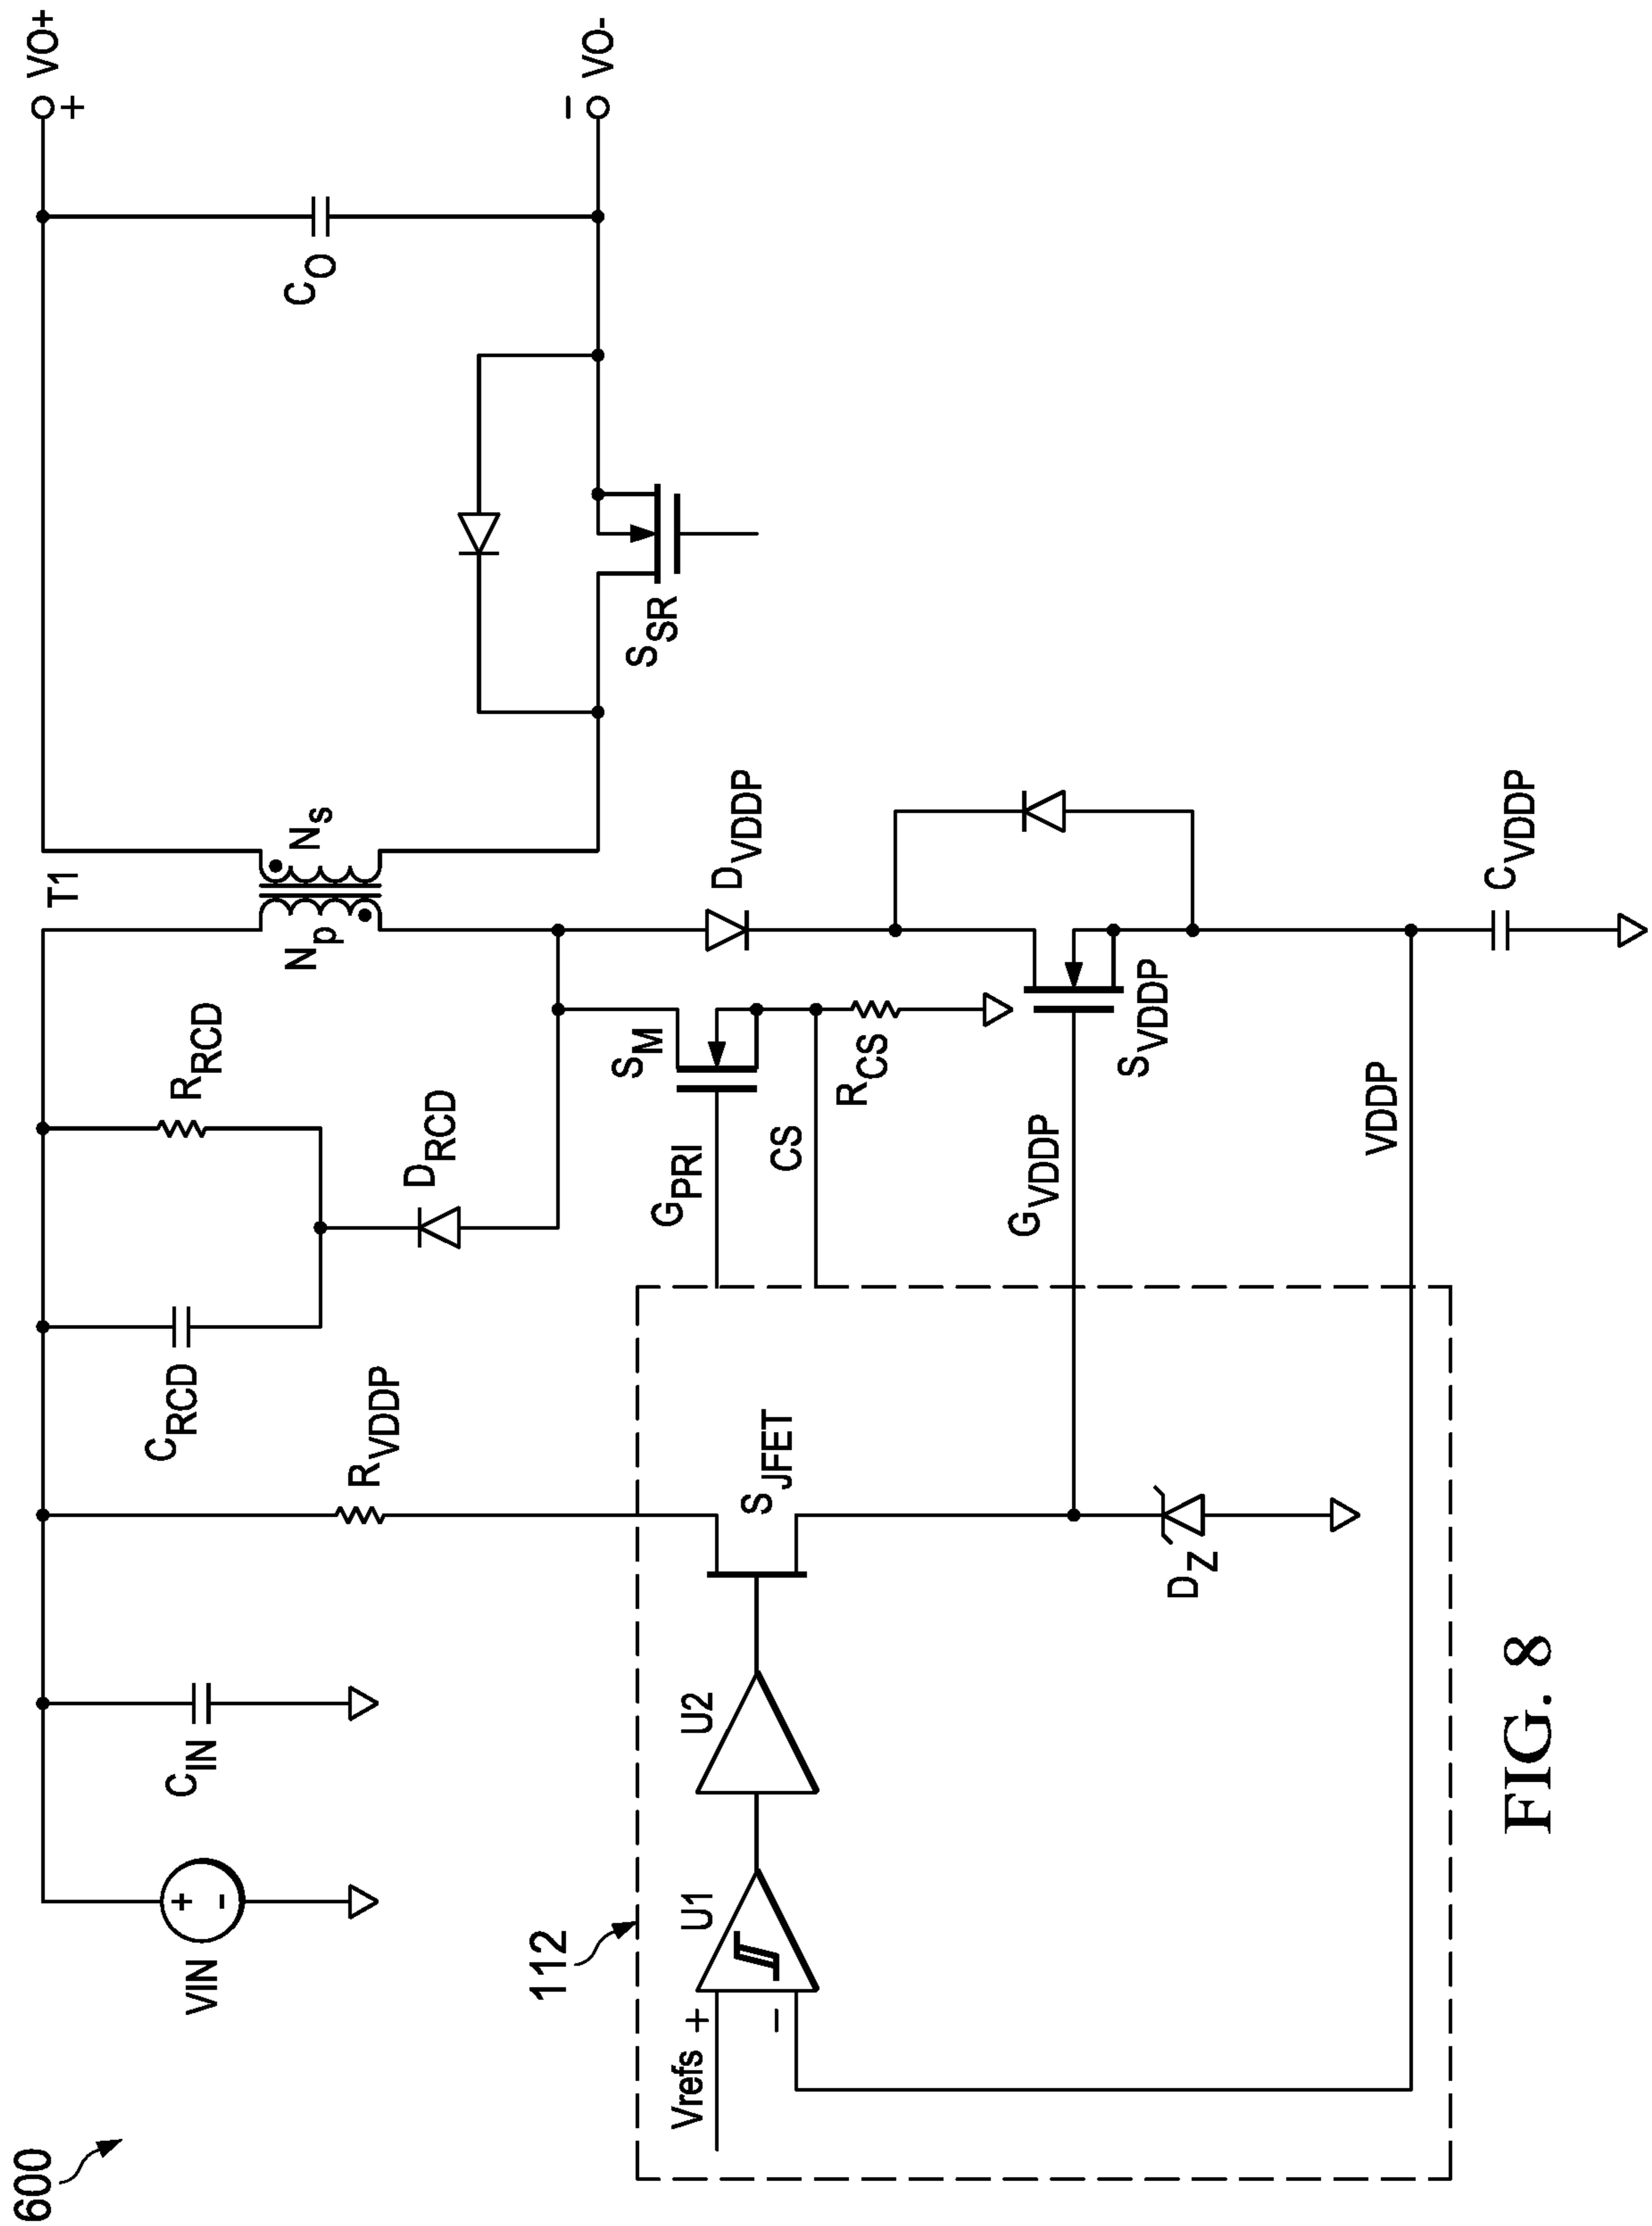 600
VIN
+
-
CIN
CRCD
RRCD
RVDDP
DRCD
T1
Np
Ns
CO
VO+
+
VO-
−
SSR
112
Vrefs
+
−
U1
U2
SJFET
DZ
GPRI
SM
CS
RCS
GVDDP
SVDDP
DVDDP
VDDP
CVDDP
FIG. 8